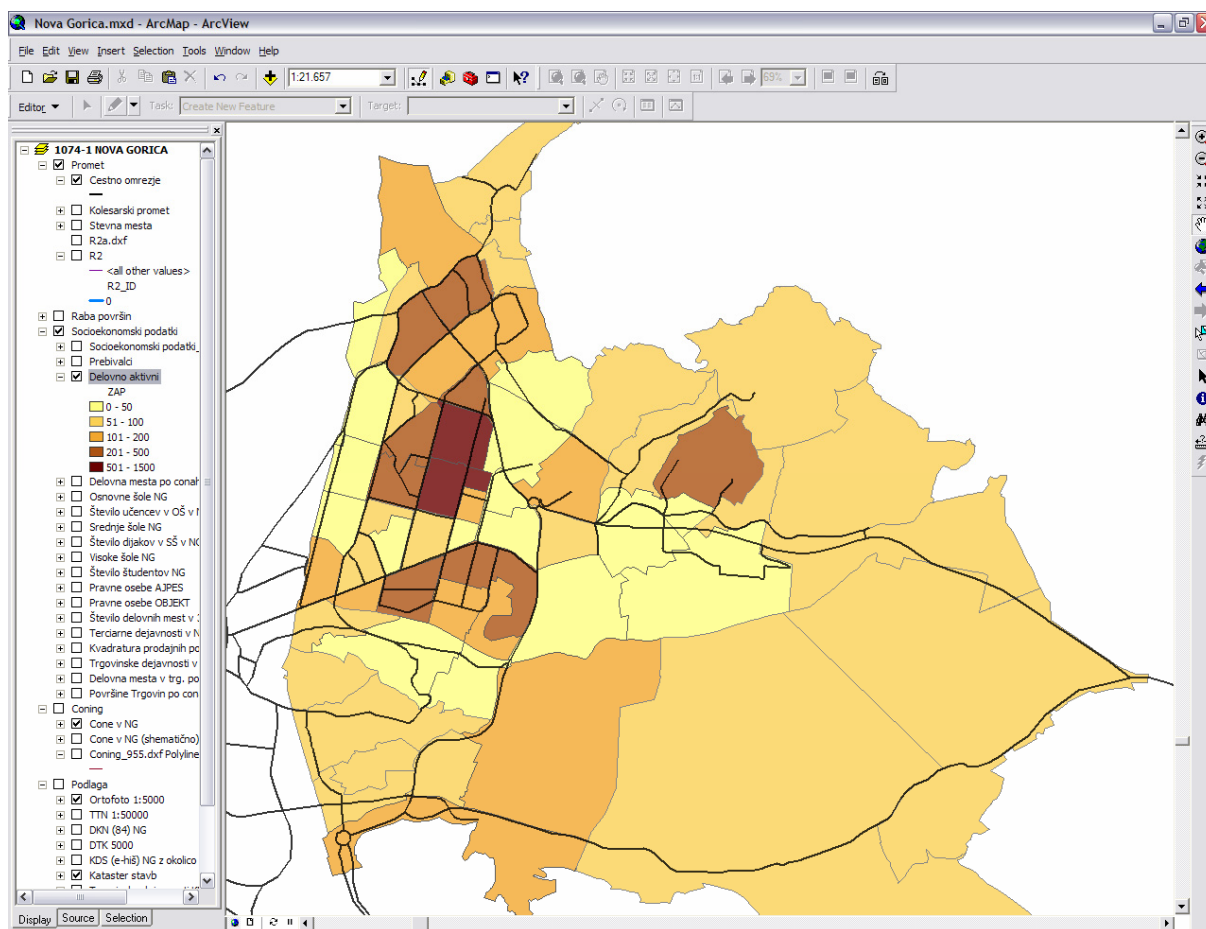 Nova Gorica.mxd - ArcMap - ArcView
File Edit View Insert Selection Tools Window Help
1:21.657
69%
Editor
Task: Create New Feature
Target:
1074-1 NOVA GORICA
Promet
Cestno omrezje
Kolesarski promet
Stevna mesta
R2a.dxf
R2
<all other values>
R2_ID
0
Raba površin
Socioekonomski podatki
Socioekonomski podatki_
Prebivalci
Delovno aktivni
ZAP
0 - 50
51 - 100
101 - 200
201 - 500
501 - 1500
Delovna mesta po conah
Osnovne šole NG
Število učencev v OŠ v
Srednje šole NG
Število dijakov v SŠ v NG
Visoke šole NG
Število študentov NG
Pravne osebe AJPES
Pravne osebe OBJEKT
Število delovnih mest v
Terciarne dejavnosti v N
Kvadratura prodajnih po
Trgovinske dejavnosti v
Delovna mesta v trg. po
Površine Trgovin po con
Coning
Cone v NG
Cone v NG (shematično)
Coning_955.dxf Polyline
Podlaga
Ortofoto 1:5000
TTN 1:50000
DKN (84) NG
DTK 5000
KDS (e-hiš) NG z okolico
Kataster stavb
Display Source Selection